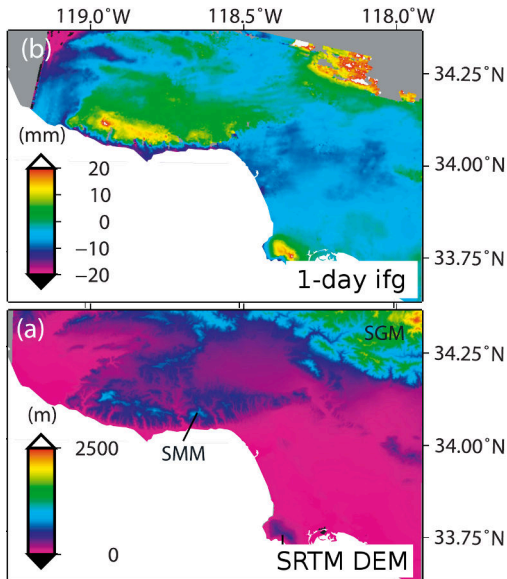 119.0°W 118.5°W 118.0°W
(b)
34.25°N
(mm)
20
10
0
−10
−20
34.00°N
33.75°N
1-day ifg
(a)
SGM
34.25°N
(m)
2500
0
SMM
34.00°N
33.75°N
SRTM DEM